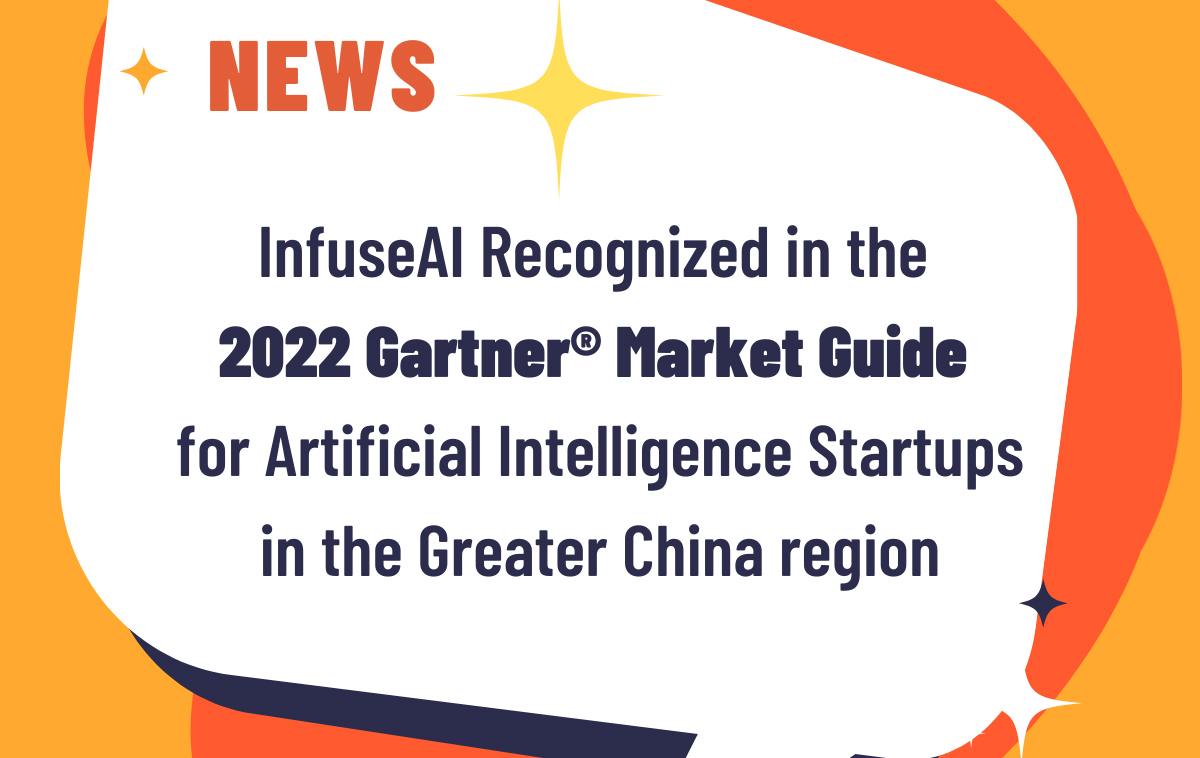 NEWS
InfuseAI Recognized in the
2022 Gartner® Market Guide
for Artificial Intelligence Startups
in the Greater China region